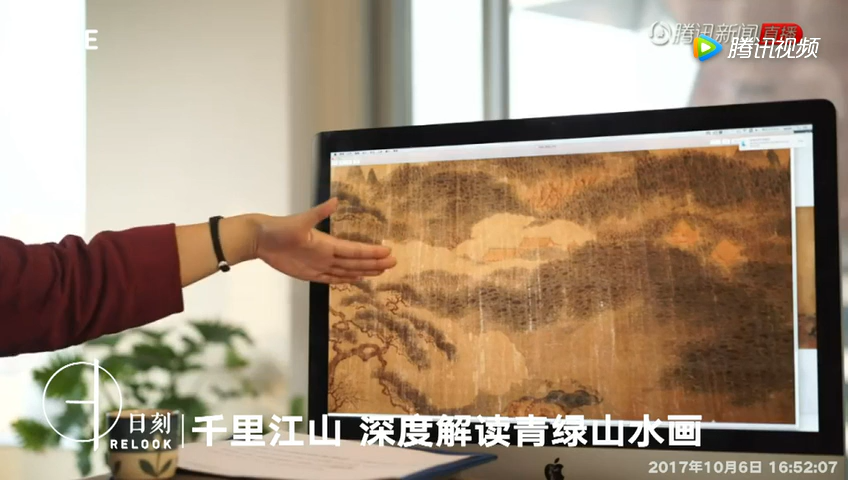 E
腾讯新闻 直播
腾讯视频
日刻
RELOOK
千里江山 深度解读青绿山水画
2017年10月6日 16:52:07